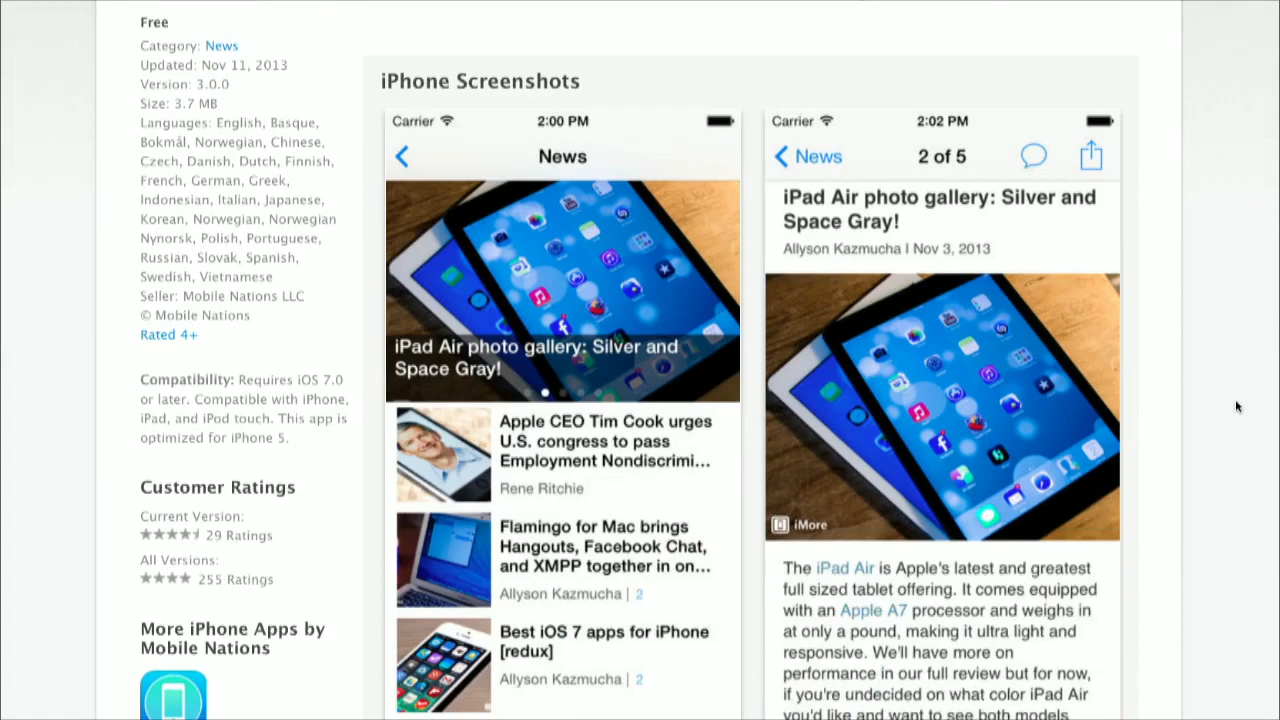 Free
Category: News
Updated: Nov 11, 2013
Version: 3.0.0
Size: 3.7 MB
Languages: English, Basque,
Bokmål, Norwegian, Chinese,
Czech, Danish, Dutch, Finnish,
French, German, Greek,
Indonesian, Italian, Japanese,
Korean, Norwegian, Norwegian
Nynorsk, Polish, Portuguese,
Russian, Slovak, Spanish,
Swedish, Vietnamese
Seller: Mobile Nations LLC
© Mobile Nations
Rated 4+
Compatibility: Requires iOS 7.0
or later. Compatible with iPhone,
iPad, and iPod touch. This app is
optimized for iPhone 5.
Customer Ratings
Current Version:
29 Ratings
All Versions:
255 Ratings
More iPhone Apps by
Mobile Nations
iPhone Screenshots
Carrier 2:00 PM
News
iPad Air photo gallery: Silver and
Space Gray!
Apple CEO Tim Cook urges
U.S. congress to pass
Employment Nondiscrimi...
Rene Ritchie
Flamingo for Mac brings
Hangouts, Facebook Chat,
and XMPP together in on...
Allyson Kazmucha | 2
Best iOS 7 apps for iPhone
[redux]
Allyson Kazmucha | 2
Carrier 2:02 PM
News 2 of 5
iPad Air photo gallery: Silver and
Space Gray!
Allyson Kazmucha | Nov 3, 2013
iMore
The iPad Air is Apple's latest and greatest
full sized tablet offering. It comes equipped
with an Apple A7 processor and weighs in
at only a pound, making it ultra light and
responsive. We'll have more on
performance in our full review but for now,
if you're undecided on what color iPad Air
you'd like and want to see both models